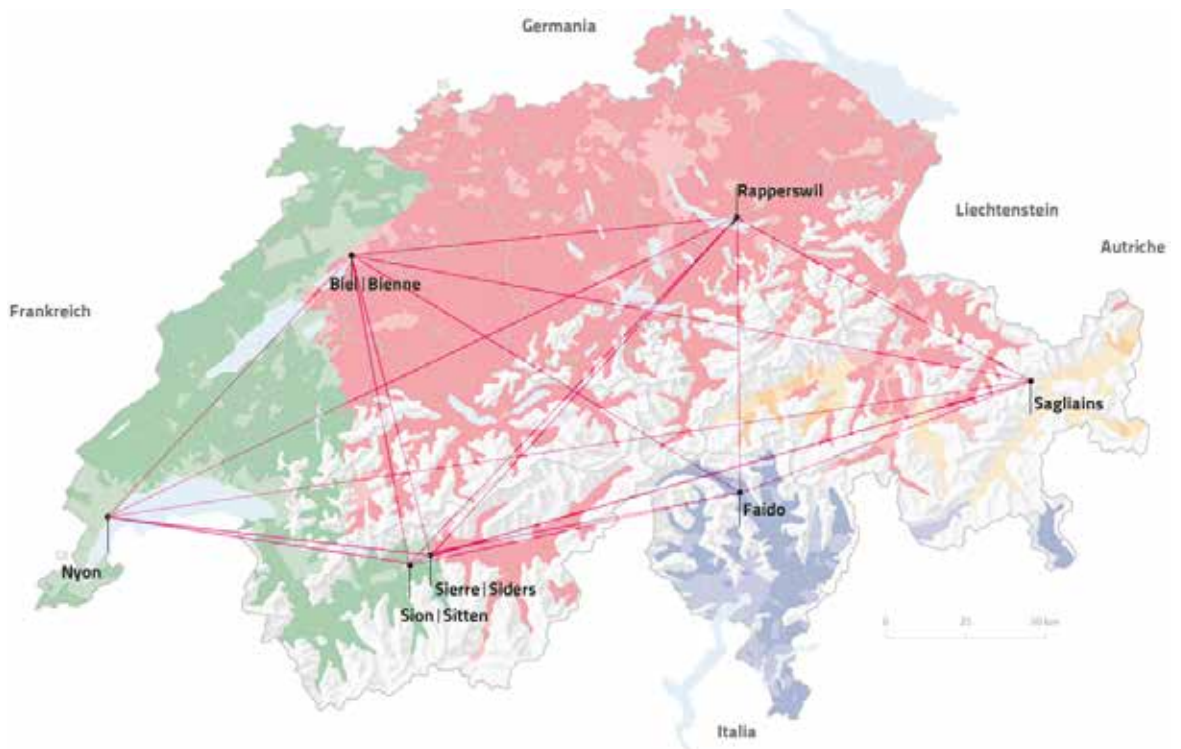 Germania
Rapperswil
Liechtenstein
Autriche
Biel | Bienne
Frankreich
Sagliains
Faido
Nyon
Sierre | Siders
Sion | Sitten
0 25 50 km
Italia